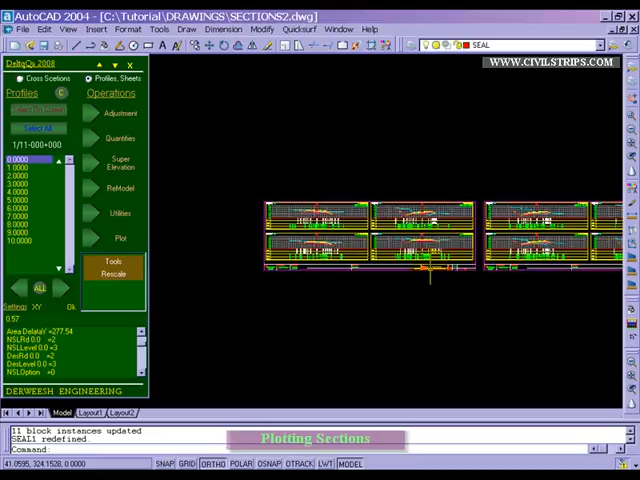 AutoCAD 2004 - [C:\Tutorial\DRAWINGS\SECTIONS2.dwg]
File Edit View Insert Format Tools Draw Dimension Modify Quicksurf Window Help
SEAL
WWW.CIVILSTRIPS.COM
DeltaQs 2008
Cross Scetions Profiles, Sheets
Profiles C Operations
Select On Screen
Select All
1/11-000+000
0.0000
1.0000
2.0000
3.0000
4.0000
5.0000
6.0000
7.0000
8.0000
9.0000
10.0000
Adjustment
Quantifies
Super
Elevation
ReModel
Utilities
Plot
Tools
Rescale
ALL
Settings XY Ok
0.57
Area DelataY=277.54
NSLRd 0.0 =2
NSLLevel 0.0 =3
DesRd 0.0 =2
DesLevel 0.0 =3
NSLOption =0
DERWEESH ENGINEERING
Model Layout1 Layout2
11 block instances updated
SEAL1 redefined.
Command:
Plotting Sections
41.0595, 324.1528, 0.0000 SNAP GRID ORTHO POLAR OSNAP OTRACK LWT MODEL